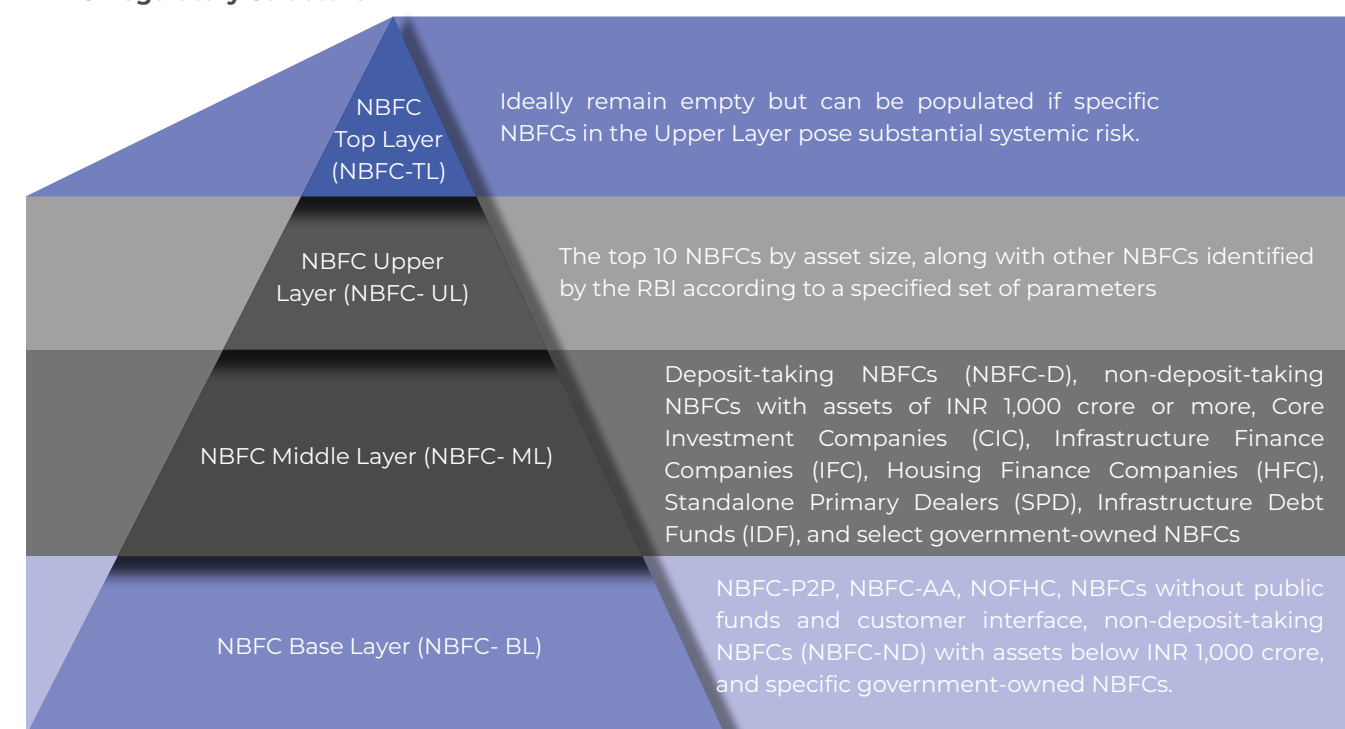 NBFC
Top Layer
(NBFC-TL)
Ideally remain empty but can be populated if specific
NBFCs in the Upper Layer pose substantial systemic risk.
NBFC Upper
Layer (NBFC- UL)
The top 10 NBFCs by asset size, along with other NBFCs identified
by the RBI according to a specified set of parameters
NBFC Middle Layer (NBFC- ML)
Deposit-taking NBFCs (NBFC-D), non-deposit-taking
NBFCs with assets of INR 1,000 crore or more, Core
Investment Companies (CIC), Infrastructure Finance
Companies (IFC), Housing Finance Companies (HFC),
Standalone Primary Dealers (SPD), Infrastructure Debt
Funds (IDF), and select government-owned NBFCs
NBFC Base Layer (NBFC- BL)
NBFC-P2P, NBFC-AA, NOFHC, NBFCs without public
funds and customer interface, non-deposit-taking
NBFCs (NBFC-ND) with assets below INR 1,000 crore,
and specific government-owned NBFCs.